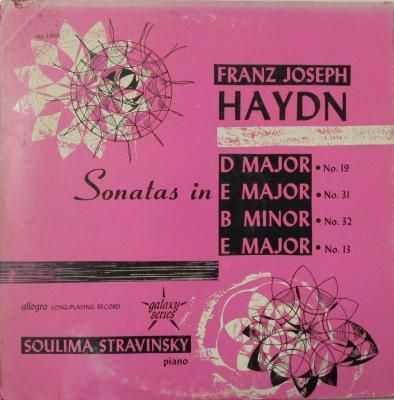 FRANZ JOSEPH
HAYDN
Sonatas in
D MAJOR • No. 19
E MAJOR • No. 31
B MINOR • No. 32
E MAJOR • No. 13
allegro LONG-PLAYING RECORD
galaxy
series
SOULIMA STRAVINSKY
piano